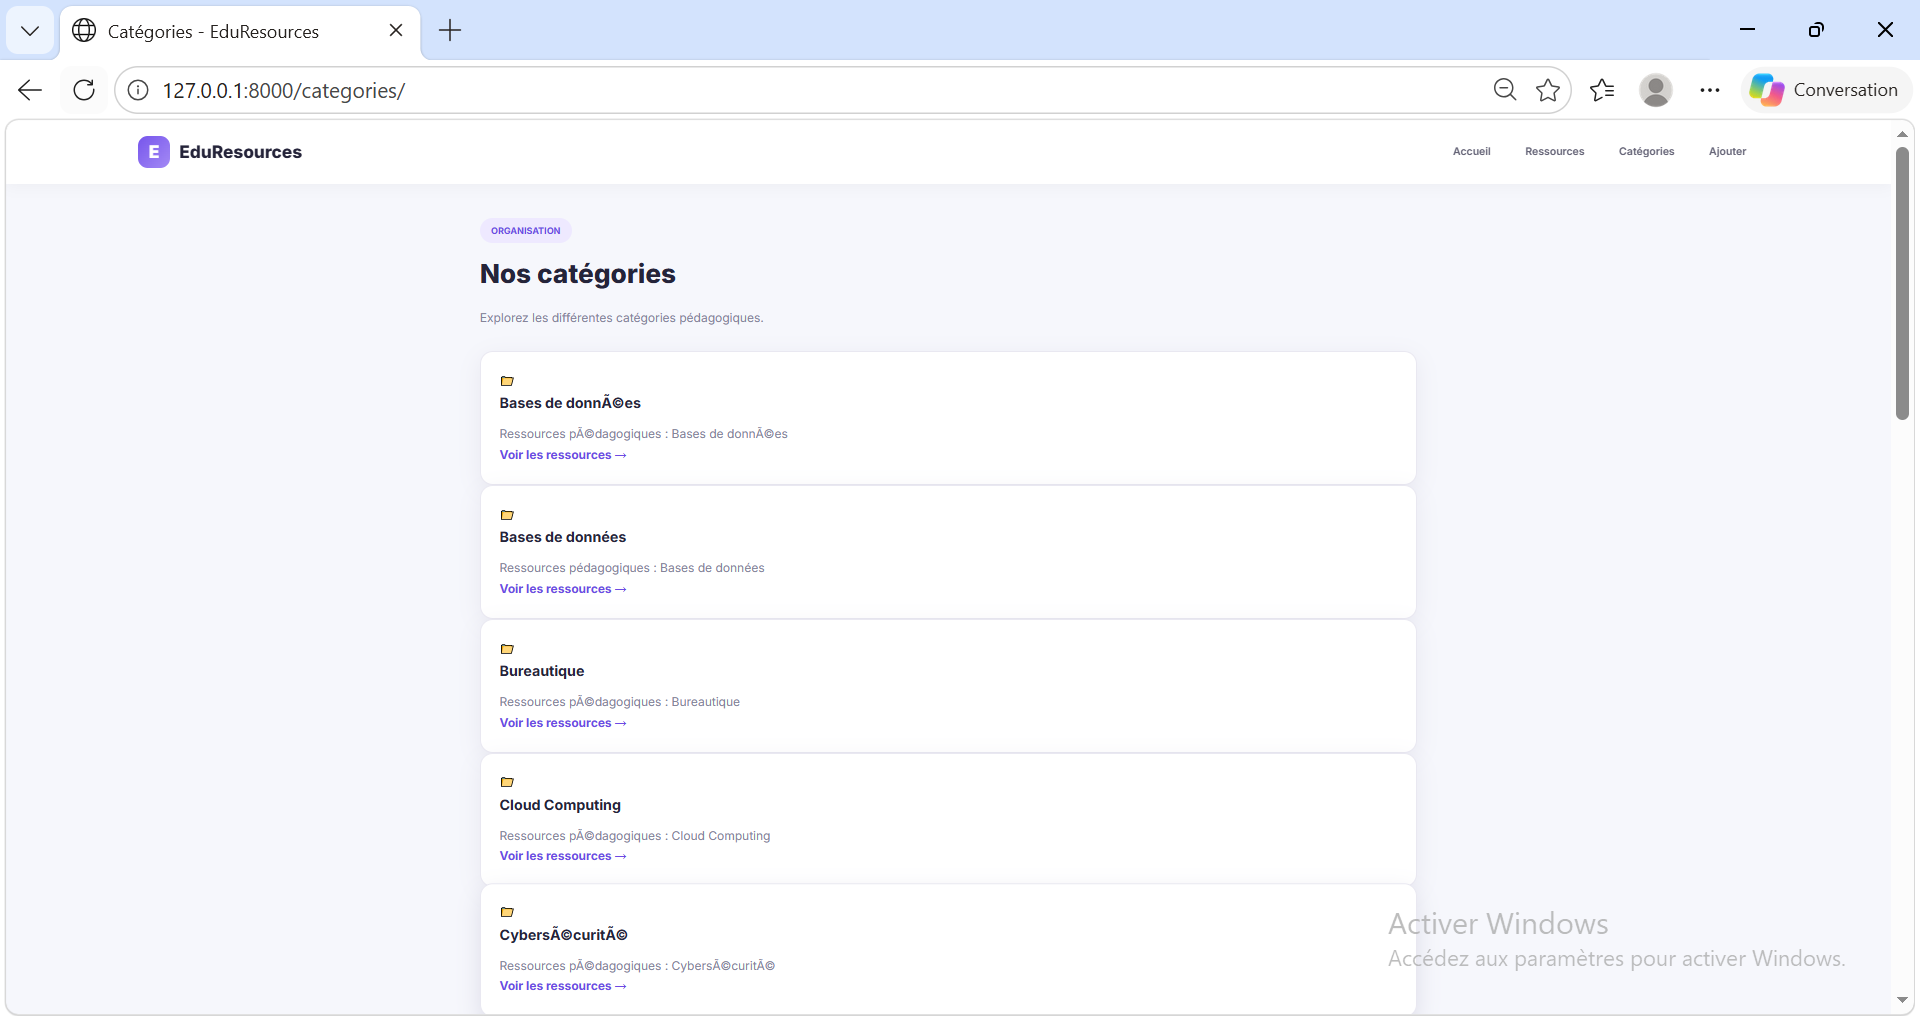 Catégories - EduResources
127.0.0.1:8000/categories/
Conversation
E EduResources
Accueil
Ressources
Catégories
Ajouter
ORGANISATION
Nos catégories
Explorez les différentes catégories pédagogiques.
Bases de donnÃ©es
Ressources pÃ©dagogiques : Bases de donnÃ©es
Voir les ressources →
Bases de données
Ressources pédagogiques : Bases de données
Voir les ressources →
Bureautique
Ressources pÃ©dagogiques : Bureautique
Voir les ressources →
Cloud Computing
Ressources pÃ©dagogiques : Cloud Computing
Voir les ressources →
CybersÃ©curitÃ©
Ressources pÃ©dagogiques : CybersÃ©curitÃ©
Voir les ressources →
Activer Windows
Accédez aux paramètres pour activer Windows.